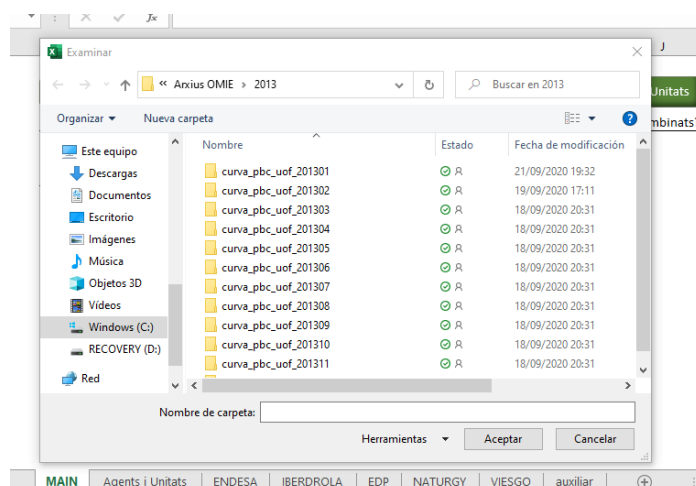 fx
Examinar
J
« Arxius OMIE › 2013
Buscar en 2013
Unitats
Organizar
Nueva carpeta
mbinats
Nombre
Estado
Fecha de modificación
Este equipo
Descargas
Documentos
Escritorio
Imágenes
Música
Objetos 3D
Vídeos
Windows (C:)
RECOVERY (D:)
Red
curva_pbc_uof_201301 21/09/2020 19:32
curva_pbc_uof_201302 19/09/2020 17:11
curva_pbc_uof_201303 18/09/2020 20:31
curva_pbc_uof_201304 18/09/2020 20:31
curva_pbc_uof_201305 18/09/2020 20:31
curva_pbc_uof_201306 18/09/2020 20:31
curva_pbc_uof_201307 18/09/2020 20:31
curva_pbc_uof_201308 18/09/2020 20:31
curva_pbc_uof_201309 18/09/2020 20:31
curva_pbc_uof_201310 18/09/2020 20:31
curva_pbc_uof_201311 18/09/2020 20:31
Nombre de carpeta:
Herramientas
Aceptar
Cancelar
MAIN Agents i Unitats ENDESA IBERDROLA EDP NATURGY VIESGO auxiliar